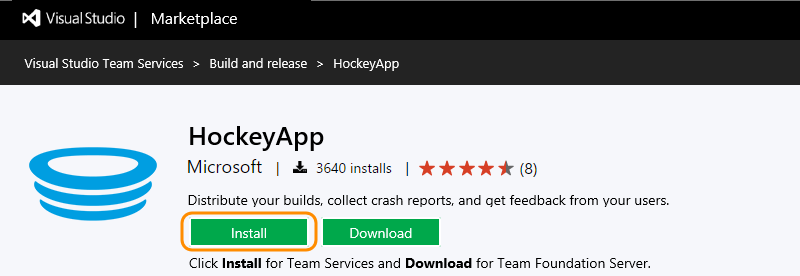 Visual Studio | Marketplace
Visual Studio Team Services > Build and release > HockeyApp
HockeyApp
Microsoft | 3640 installs | (8)
Distribute your builds, collect crash reports, and get feedback from your users.
Install Download
Click Install for Team Services and Download for Team Foundation Server.